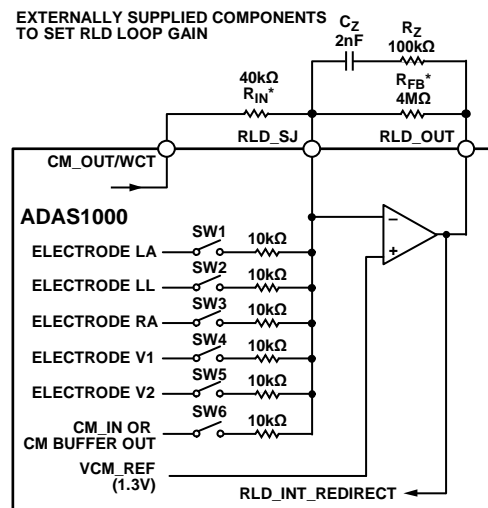 EXTERNALLY SUPPLIED COMPONENTS
TO SET RLD LOOP GAIN
CZ
2nF
RZ
100kΩ
40kΩ
RIN*
RFB*
4MΩ
CM_OUT/WCT
RLD_SJ
RLD_OUT
ADAS1000
ELECTRODE LA
SW1
10kΩ
ELECTRODE LL
SW2
10kΩ
ELECTRODE RA
SW3
10kΩ
ELECTRODE V1
SW4
10kΩ
ELECTRODE V2
SW5
10kΩ
CM_IN OR
CM BUFFER OUT
SW6
10kΩ
–
+
VCM_REF
(1.3V)
RLD_INT_REDIRECT